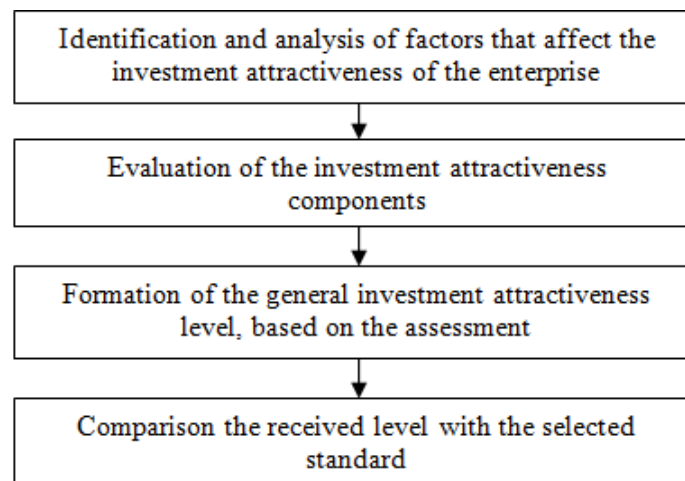 Identification and analysis of factors that affect the
investment attractiveness of the enterprise
Evaluation of the investment attractiveness
components
Formation of the general investment attractiveness
level, based on the assessment
Comparison the received level with the selected
standard